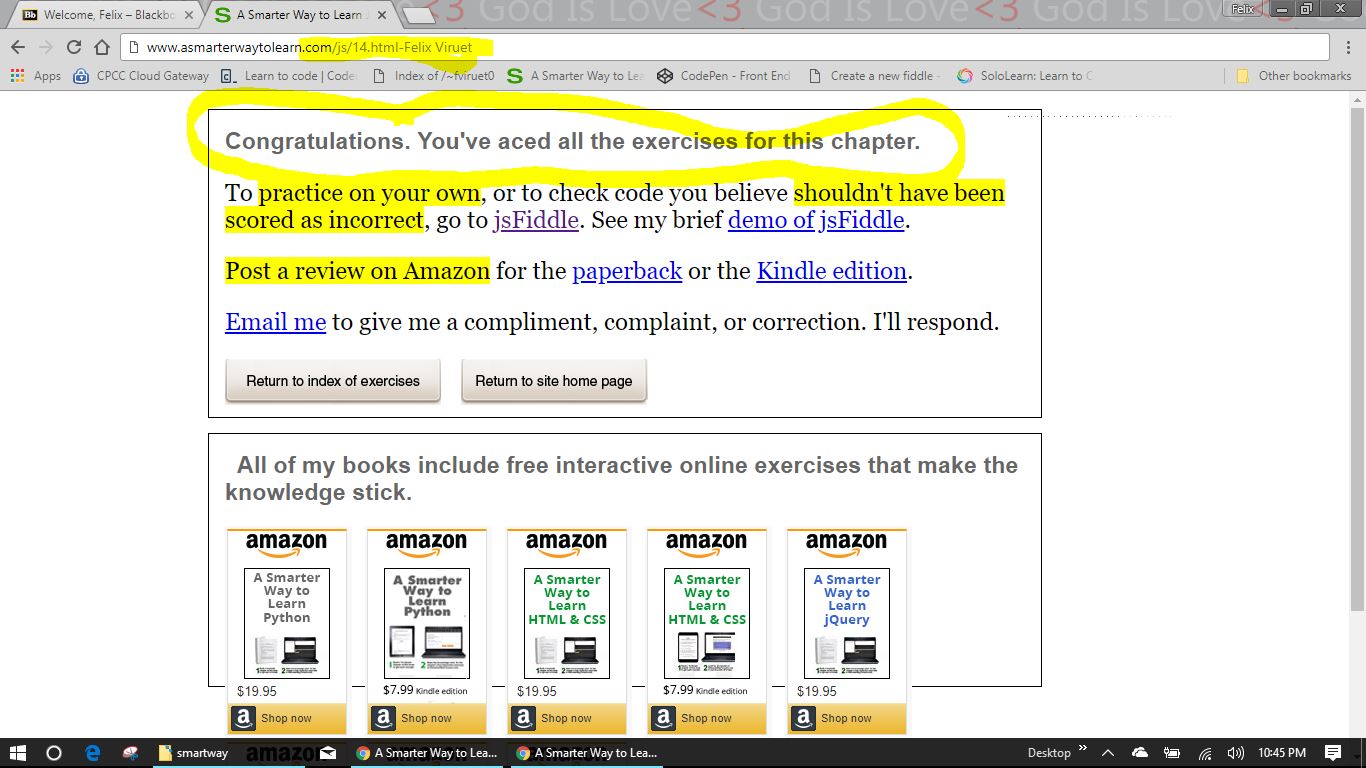 God is Love <3 God is Love <3 God is Love <3
Felix
Welcome, Felix – Blackbo
A Smarter Way to Learn J
www.asmarterwaytolearn.com/js/14.html-Felix Viruet
Apps CPCC Cloud Gateway Learn to code | Code Index of /~fviruet0 A Smarter Way to Lea CodePen - Front End Create a new fiddle - SoloLearn: Learn to C Other bookmarks
Congratulations. You've aced all the exercises for this chapter.
To practice on your own, or to check code you believe shouldn't have been
scored as incorrect, go to jsFiddle. See my brief demo of jsFiddle.
Post a review on Amazon for the paperback or the Kindle edition.
Email me to give me a compliment, complaint, or correction. I'll respond.
Return to index of exercises Return to site home page
All of my books include free interactive online exercises that make the
knowledge stick.
amazon amazon amazon amazon amazon
A Smarter Way to Learn Python
A Smarter Way to Learn Python
A Smarter Way to Learn HTML & CSS
A Smarter Way to Learn HTML & CSS
A Smarter Way to Learn jQuery
$19.95 $7.99 Kindle edition $19.95 $7.99 Kindle edition $19.95
Shop now Shop now Shop now Shop now Shop now
smartway A Smarter Way to Lea... A Smarter Way to Lea... Desktop 10:45 PM